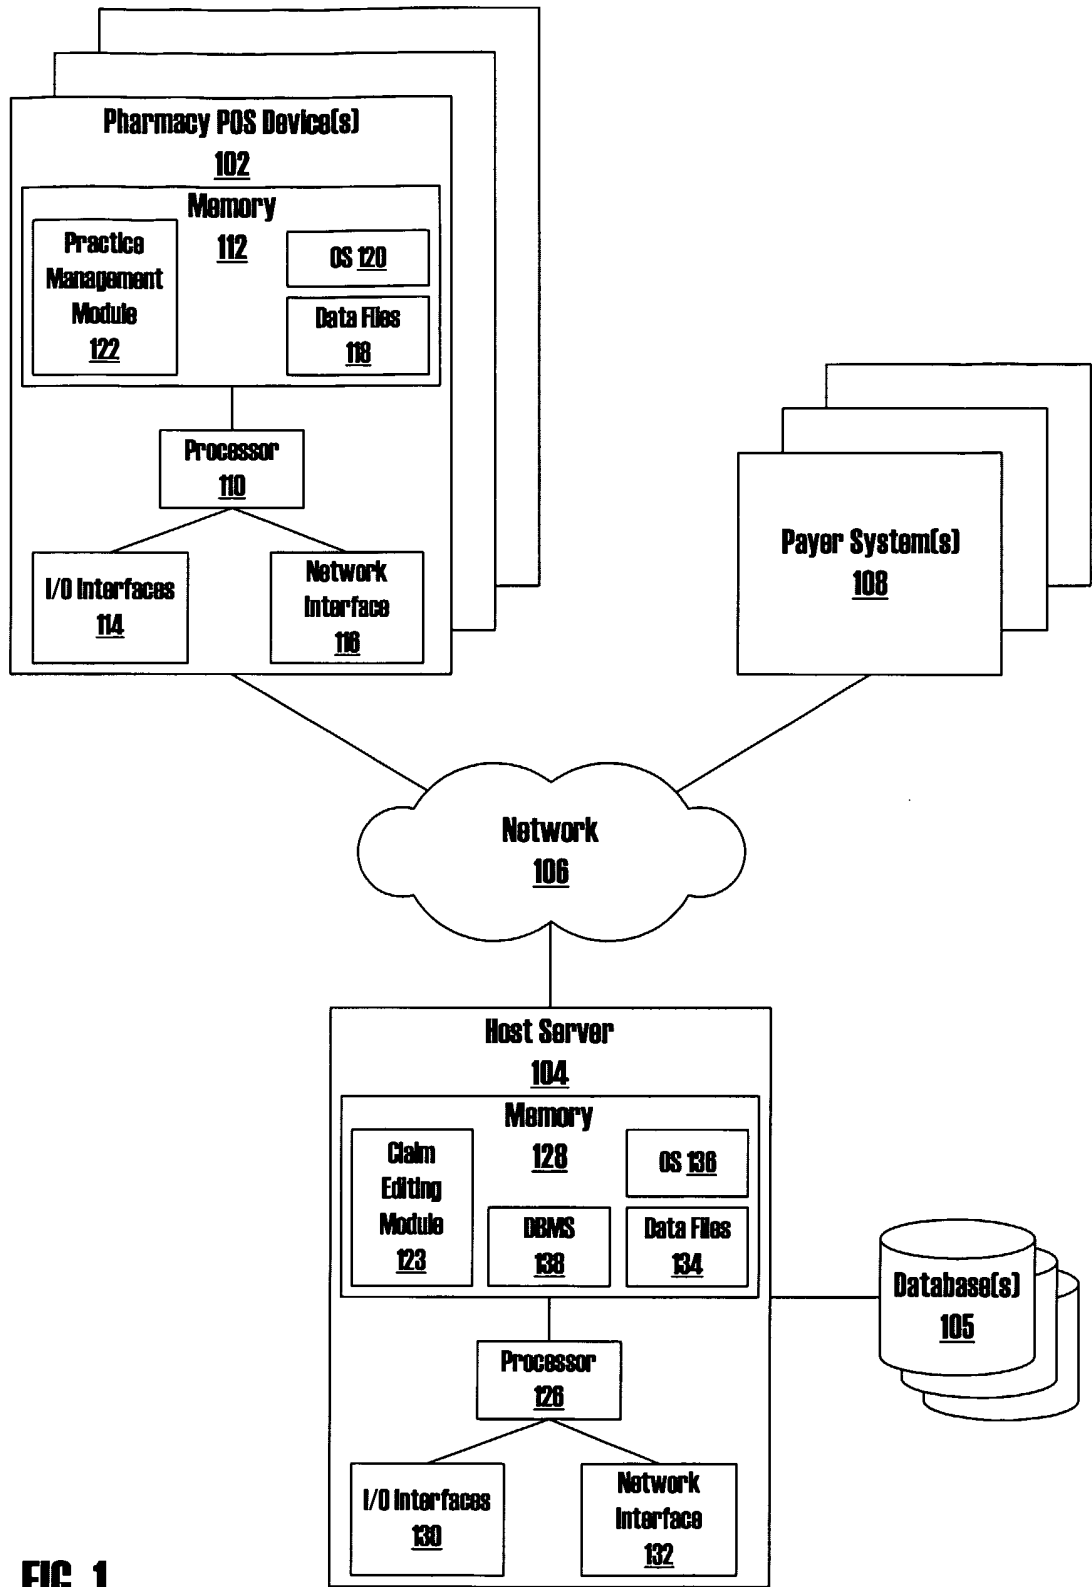 Pharmacy POS Device(s)
102
Memory
112
Practice
Management
Module
122
OS 120
Data Files
118
Processor
110
I/O Interfaces
114
Network
Interface
116
Payer System(s)
108
Network
106
Host Server
104
Memory
128
Claim
Editing
Module
123
DBMS
138
OS 136
Data Files
134
Database(s)
105
Processor
126
I/O Interfaces
130
Network
Interface
132
FIG. 1